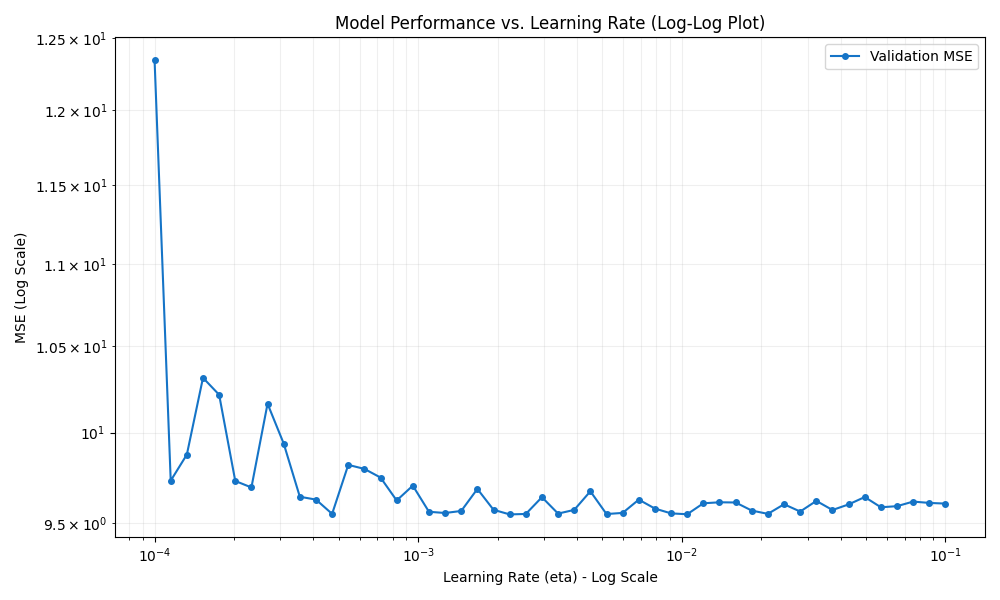 Model Performance vs. Learning Rate (Log-Log Plot)
Validation MSE
MSE (Log Scale)
1.25 × 10¹
1.2 × 10¹
1.15 × 10¹
1.1 × 10¹
1.05 × 10¹
10¹
9.5 × 10⁰
10⁻⁴
10⁻³
10⁻²
10⁻¹
Learning Rate (eta) - Log Scale